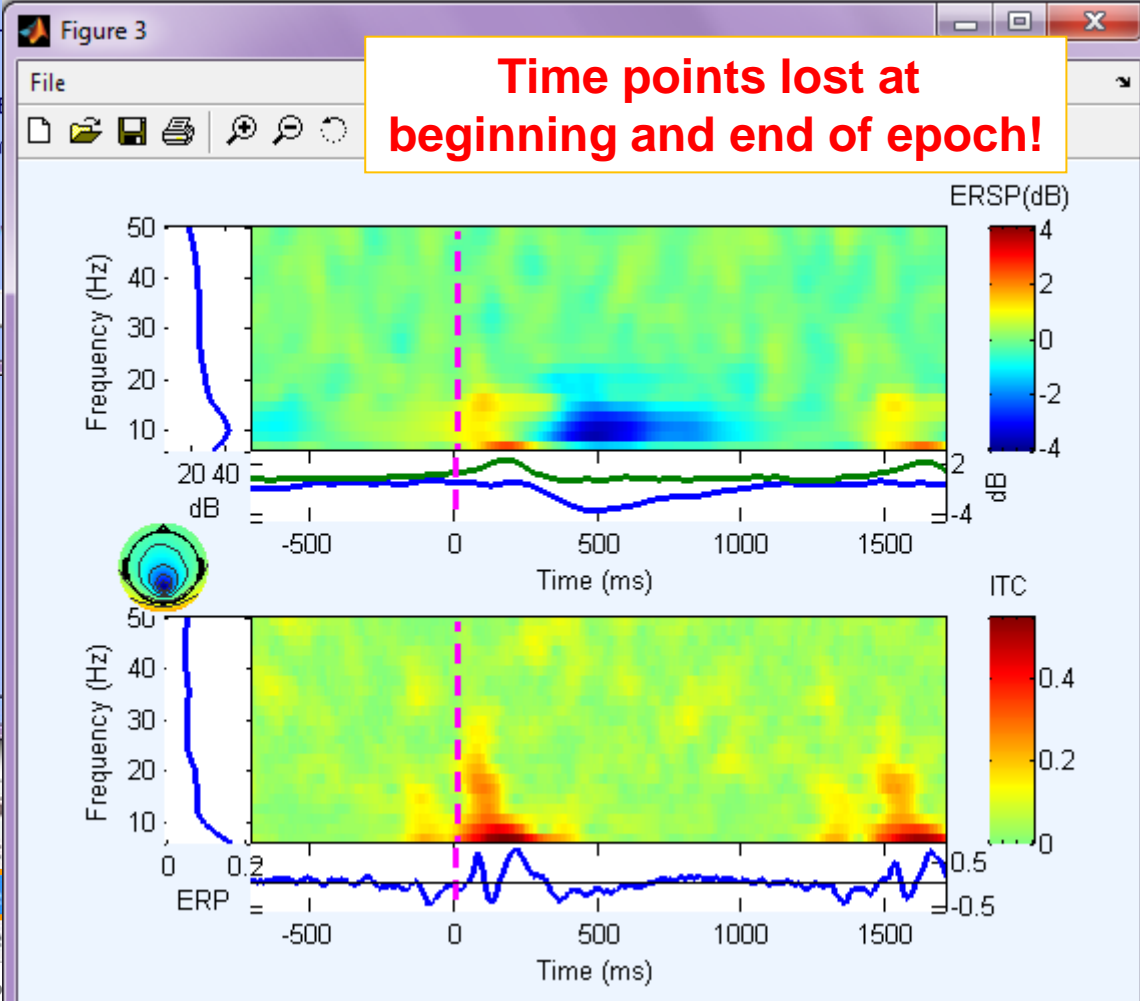 Figure 3
File
Time points lost at
beginning and end of epoch!
ERSP(dB)
50
40
30
20
10
Frequency (Hz)
4
2
0
-2
-4
20 40
dB
2
-4
dB
-500 0 500 1000 1500
Time (ms)
ITC
50
40
30
20
10
Frequency (Hz)
0.4
0.2
0
0 0.2
ERP
0.5
-0.5
-500 0 500 1000 1500
Time (ms)